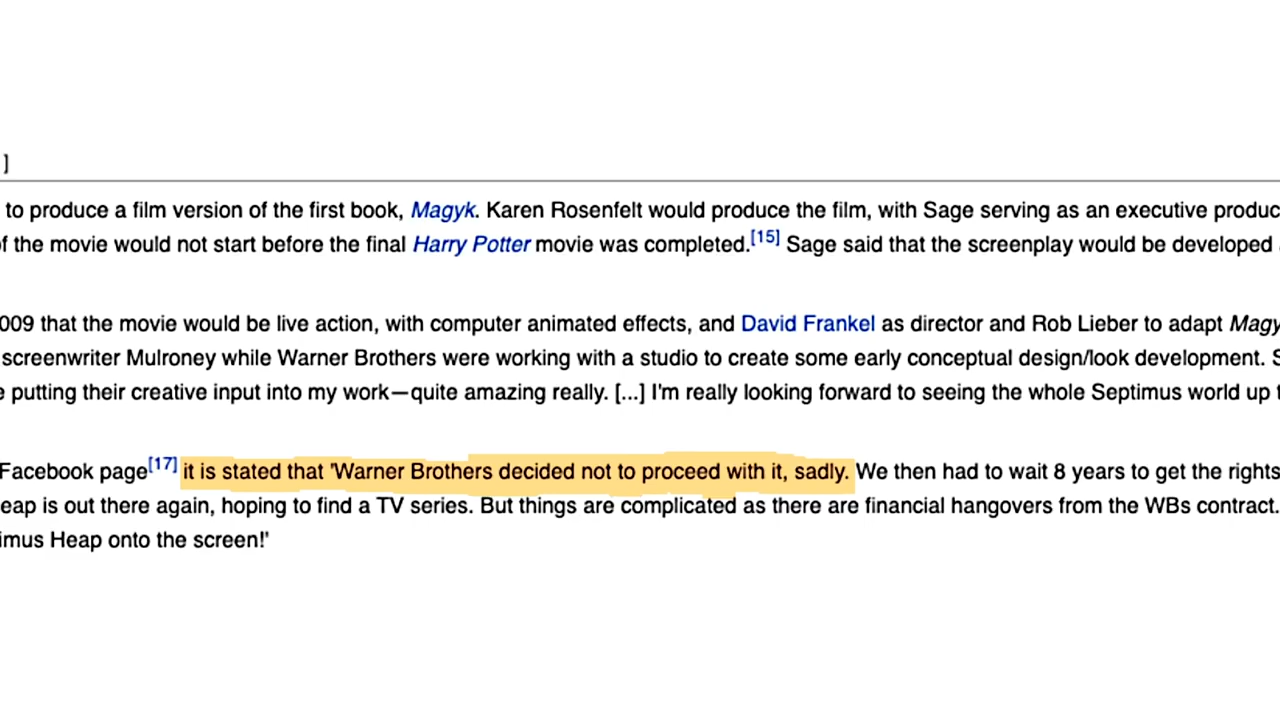 ]
to produce a film version of the first book, Magyk. Karen Rosenfelt would produce the film, with Sage serving as an executive produc
f the movie would not start before the final Harry Potter movie was completed.[15] Sage said that the screenplay would be developed
009 that the movie would be live action, with computer animated effects, and David Frankel as director and Rob Lieber to adapt Magy
screenwriter Mulroney while Warner Brothers were working with a studio to create some early conceptual design/look development. S
e putting their creative input into my work—quite amazing really. [...] I'm really looking forward to seeing the whole Septimus world up t
Facebook page[17] it is stated that 'Warner Brothers decided not to proceed with it, sadly. We then had to wait 8 years to get the rights
eap is out there again, hoping to find a TV series. But things are complicated as there are financial hangovers from the WBs contract.
imus Heap onto the screen!'